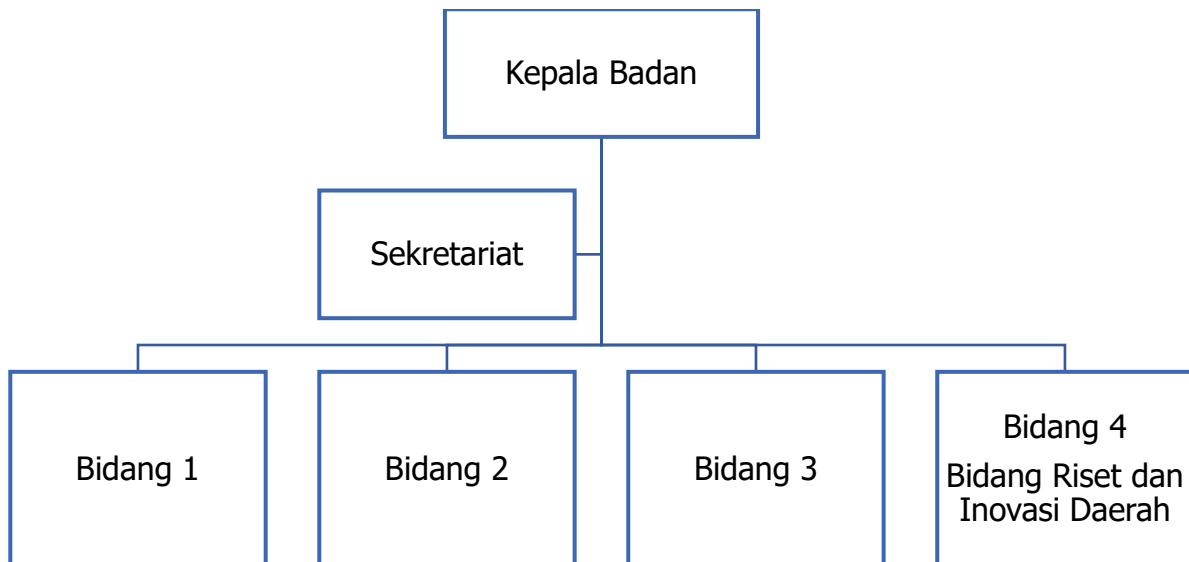 Kepala Badan
Sekretariat
Bidang 1
Bidang 2
Bidang 3
Bidang 4
Bidang Riset dan
Inovasi Daerah